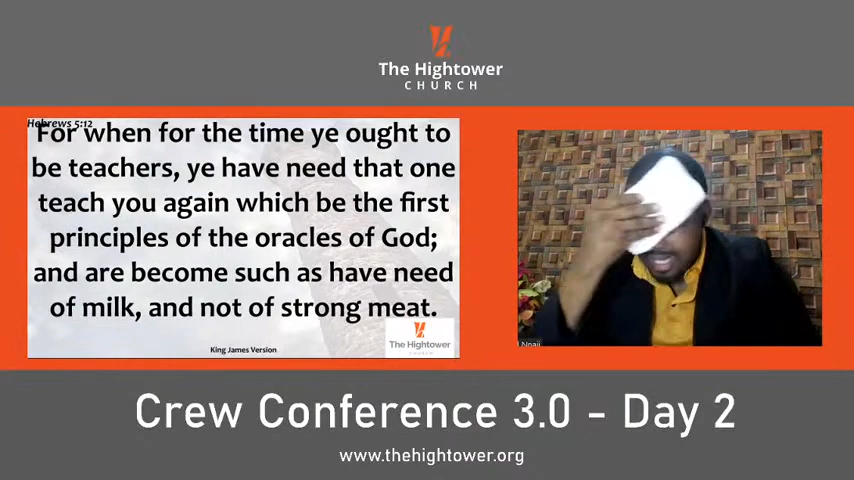 The Hightower
CHURCH
Hebrews 5:12
For when for the time ye ought to
be teachers, ye have need that one
teach you again which be the first
principles of the oracles of God;
and are become such as have need
of milk, and not of strong meat.
King James Version
The Hightower
CHURCH
Nnaji
Crew Conference 3.0 - Day 2
www.thehightower.org